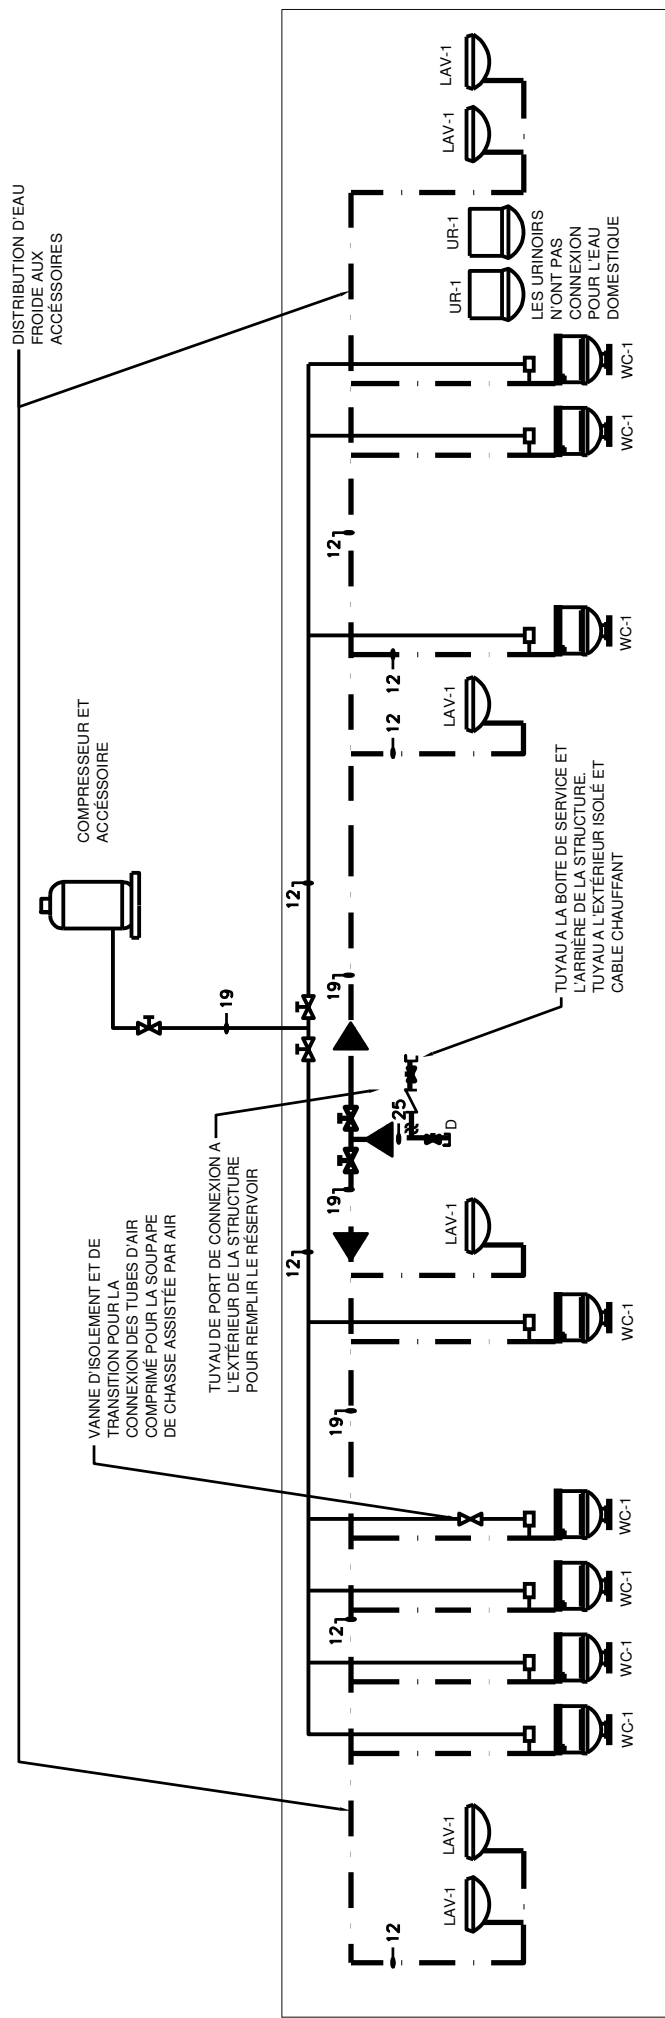 DISTRIBUTION D'EAU
FROIDE AUX
ACCÉSSOIRES
COMPRESSEUR ET
ACCÉSSOIRE
VANNE D'ISOLEMENT ET DE
TRANSITION POUR LA
CONNEXION DES TUBES D'AIR
COMPRIMÉ POUR LA SOUPAPE
DE CHASSE ASSISTÉE PAR AIR
TUYAU DE PORT DE CONNEXION A
L'EXTÉRIEUR DE LA STRUCTURE
POUR REMPLIR LE RÉSERVOIR
19
12
12
12
19
19
19
12
12
25
12
12
LAV-1
LAV-1
LAV-1
D
LAV-1
UR-1
UR-1
LAV-1
LAV-1
LES URINOIRS
N'ONT PAS
CONNEXION
POUR L'EAU
DOMESTIQUE
TUYAU A LA BOITE DE SERVICE ET
L'ARRIÈRE DE LA STRUCTURE.
TUYAU A L'EXTÉRIEUR ISOLÉ ET
CABLE CHAUFFANT
WC-1
WC-1
WC-1
WC-1
WC-1
WC-1
WC-1
WC-1